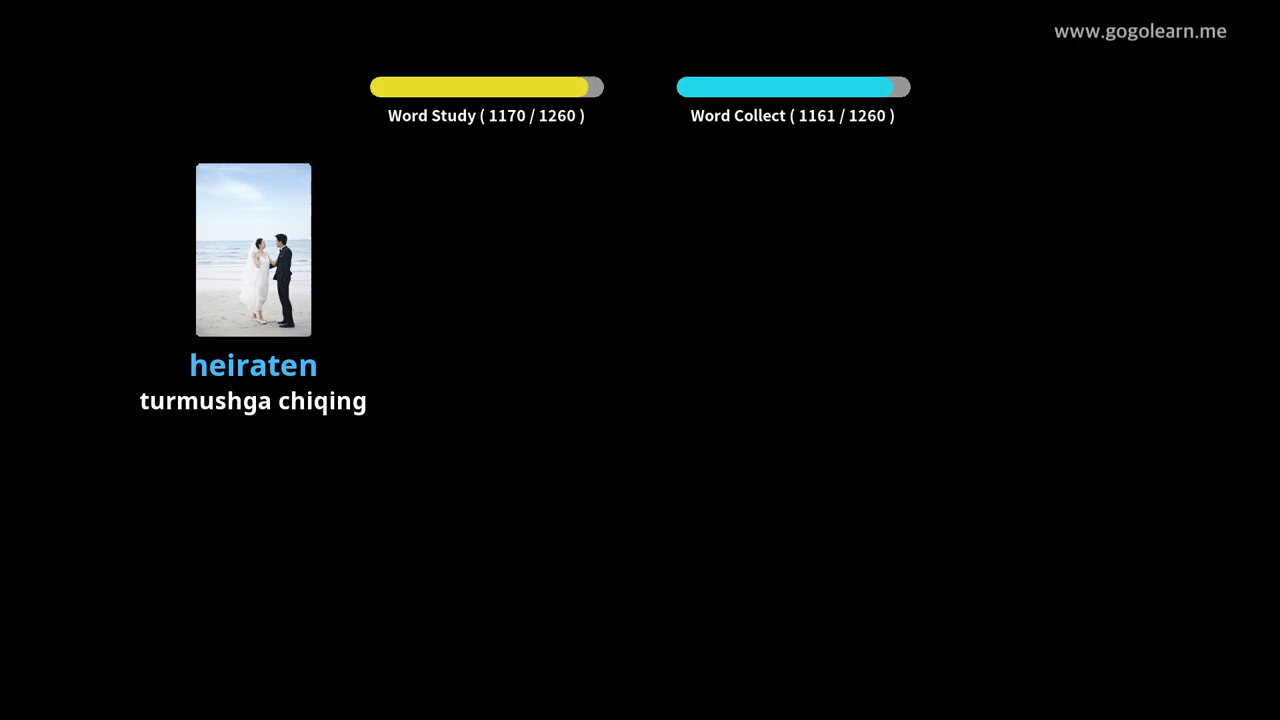 www.gogolearn.me
Word Study ( 1170 / 1260 )
Word Collect ( 1161 / 1260 )
heiraten
turmushga chiqing